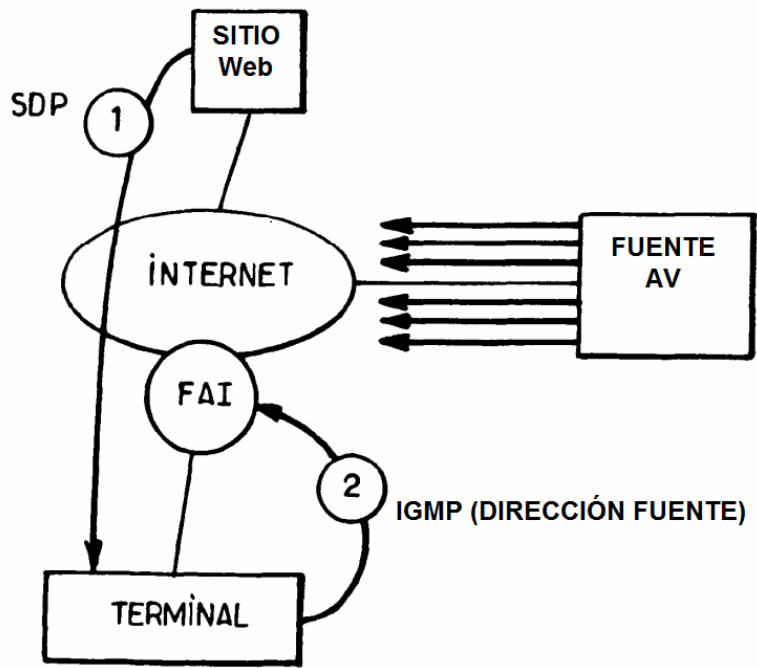 SITIO
Web
SDP
1
INTERNET
FUENTE
AV
FAI
2
IGMP (DIRECCIÓN FUENTE)
TERMINAL